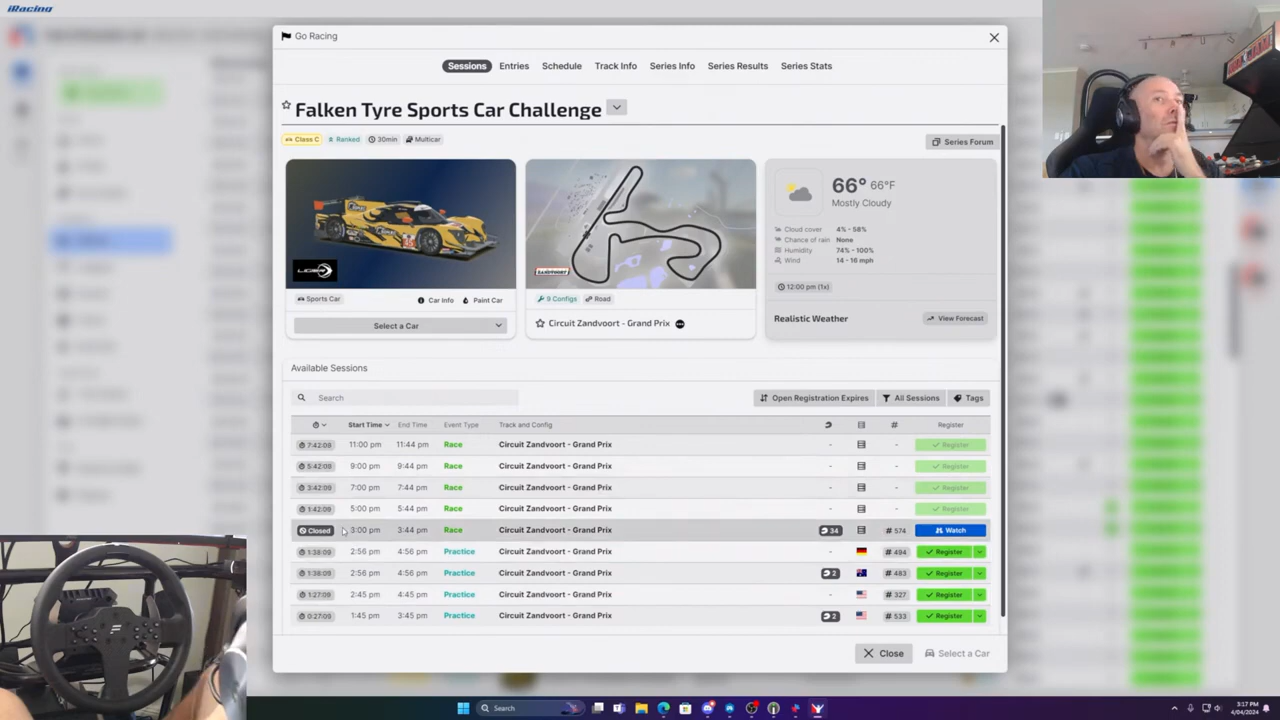 iRacing
Go Racing
Sessions Entries Schedule Track Info Series Info Series Results Series Stats
Falken Tyre Sports Car Challenge
Class C Ranked 30min Multicar
Series Forum
LIGIER
Sports Car Car Info Paint Car
Select a Car
9 Configs Road
Circuit Zandvoort - Grand Prix
66° 66°F
Mostly Cloudy
Cloud cover 4% - 58%
Chance of rain None
Humidity 74% - 100%
Wind 14 - 16 mph
12:00 pm (1x)
Realistic Weather View Forecast
Available Sessions
Search Open Registration Expires All Sessions Tags
Start Time End Time Event Type Track and Config # Register
7:42:09 11:00 pm 11:44 pm Race Circuit Zandvoort - Grand Prix - - Register
5:42:09 9:00 pm 9:44 pm Race Circuit Zandvoort - Grand Prix - - Register
3:42:09 7:00 pm 7:44 pm Race Circuit Zandvoort - Grand Prix - - Register
1:42:09 5:00 pm 5:44 pm Race Circuit Zandvoort - Grand Prix - - Register
Closed 3:00 pm 3:44 pm Race Circuit Zandvoort - Grand Prix 34 # 574 Watch
1:38:09 2:56 pm 4:56 pm Practice Circuit Zandvoort - Grand Prix - # 494 Register
1:38:09 2:56 pm 4:56 pm Practice Circuit Zandvoort - Grand Prix 2 # 483 Register
1:27:09 2:45 pm 4:45 pm Practice Circuit Zandvoort - Grand Prix - # 327 Register
0:27:09 1:45 pm 3:45 pm Practice Circuit Zandvoort - Grand Prix 2 # 533 Register
Close Select a Car
Search
3:17 PM
4/04/2024